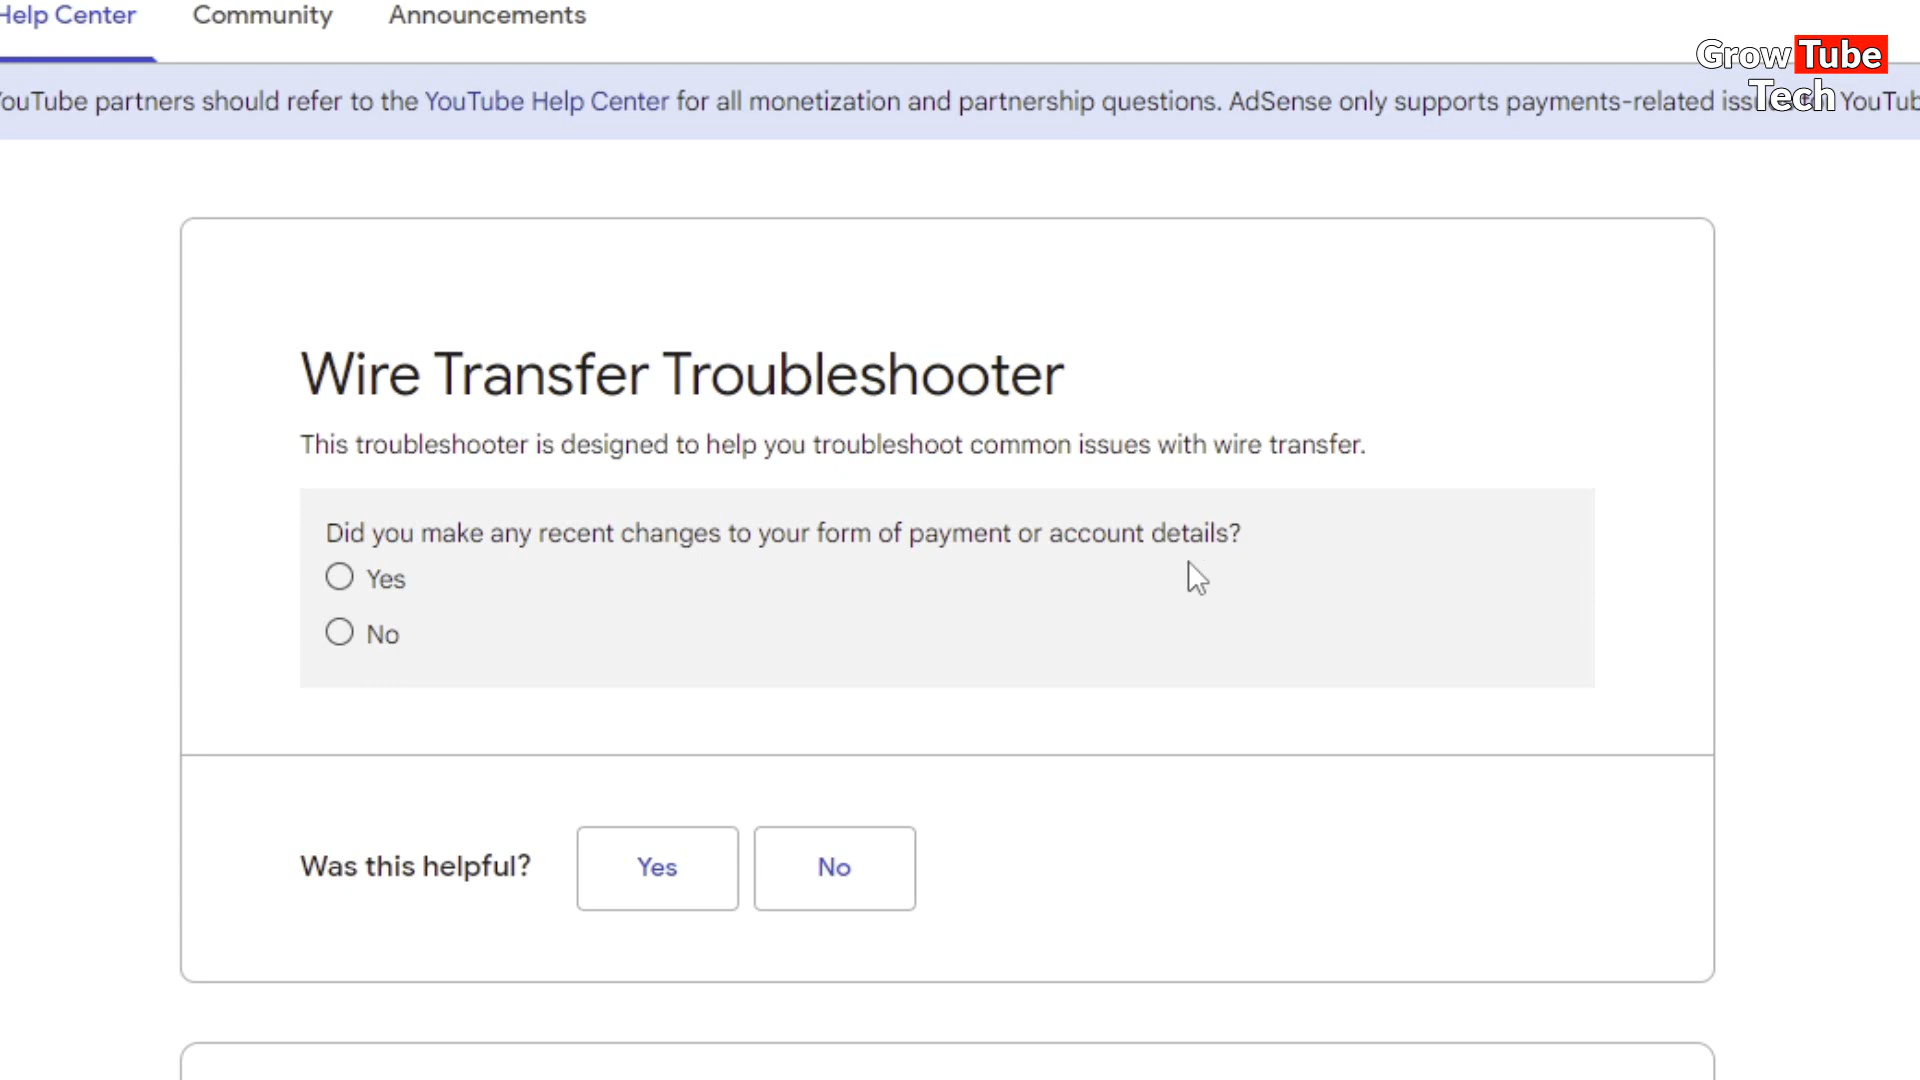 Help Center Community Announcements
Grow Tube
Tech
YouTube partners should refer to the YouTube Help Center for all monetization and partnership questions. AdSense only supports payments-related
Wire Transfer Troubleshooter
This troubleshooter is designed to help you troubleshoot common issues with wire transfer.
Did you make any recent changes to your form of payment or account details?
Yes
No
Was this helpful? Yes No